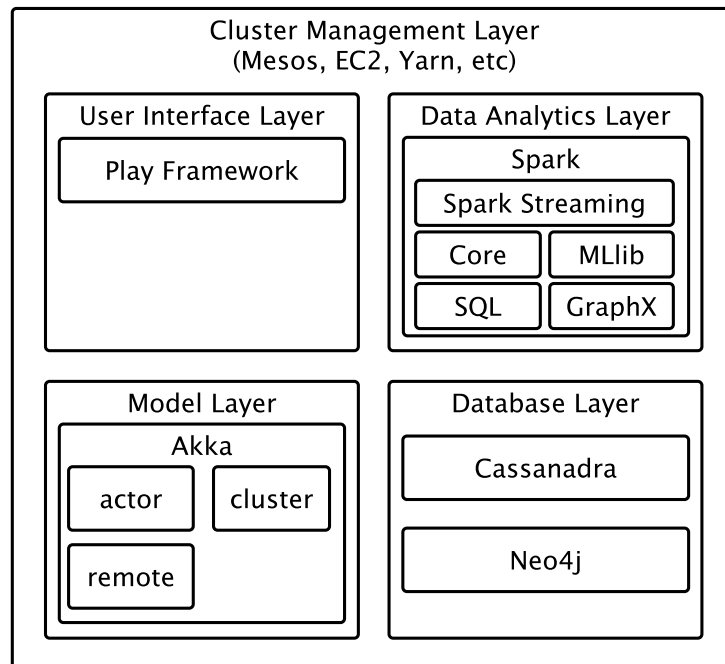 Cluster Management Layer
(Mesos, EC2, Yarn, etc)
User Interface Layer
Play Framework
Data Analytics Layer
Spark
Spark Streaming
Core
MLlib
SQL
GraphX
Model Layer
Akka
actor
cluster
remote
Database Layer
Cassanadra
Neo4j